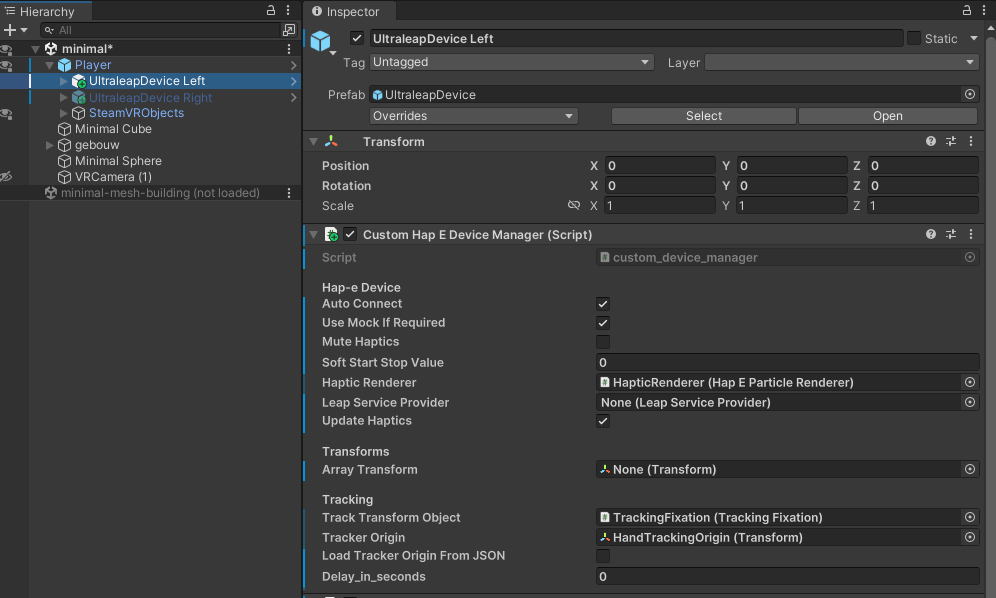 Hierarchy
All
minimal*
Player
UltraleapDevice Left
UltraleapDevice Right
SteamVRObjects
Minimal Cube
gebouw
Minimal Sphere
VRCamera (1)
minimal-mesh-building (not loaded)
Inspector
UltraleapDevice Left Static
Tag Untagged Layer
Prefab UltraleapDevice
Overrides Select Open
Transform
Position X 0 Y 0 Z 0
Rotation X 0 Y 0 Z 0
Scale X 1 Y 1 Z 1
Custom Hap E Device Manager (Script)
Script custom_device_manager
Hap-e Device
Auto Connect
Use Mock If Required
Mute Haptics
Soft Start Stop Value 0
Haptic Renderer HapticRenderer (Hap E Particle Renderer)
Leap Service Provider None (Leap Service Provider)
Update Haptics
Transforms
Array Transform None (Transform)
Tracking
Track Transform Object TrackingFixation (Tracking Fixation)
Tracker Origin HandTrackingOrigin (Transform)
Load Tracker Origin From JSON
Delay_in_seconds 0